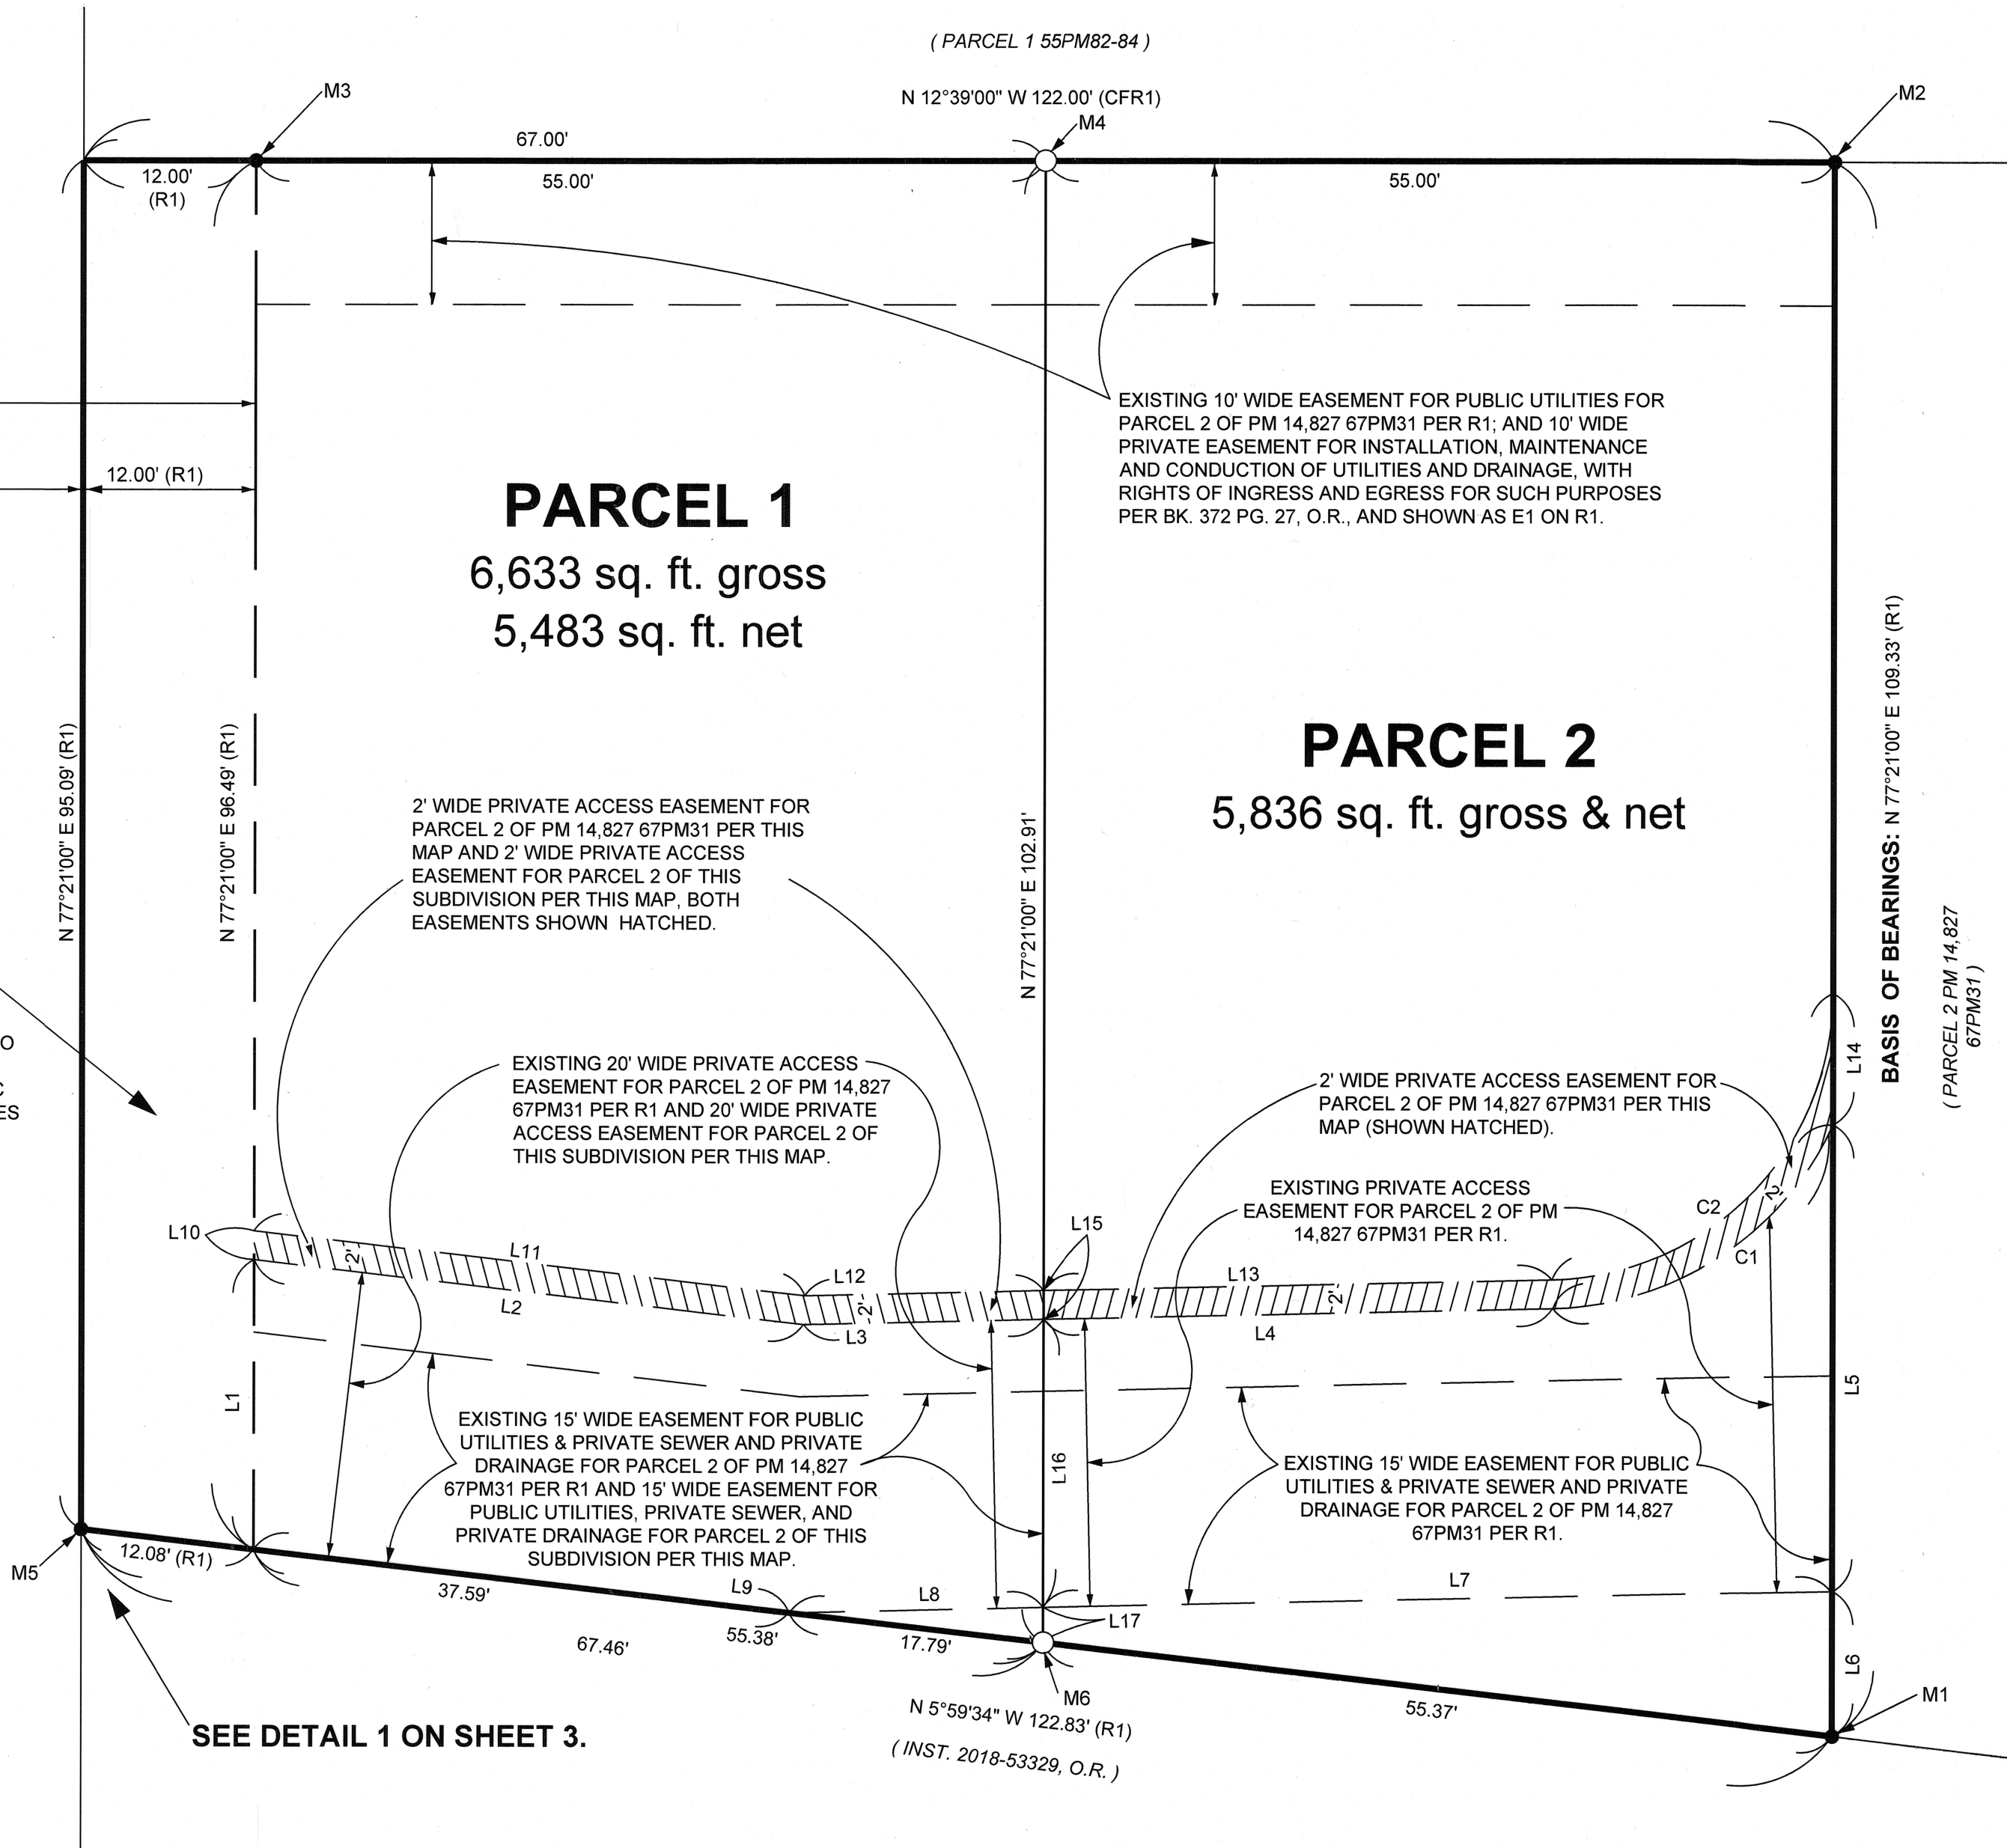 ( PARCEL 1 55PM82-84 )
N 12°39'00" W 122.00' (CFR1)
M3
M4
M2
67.00'
12.00'
(R1)
55.00'
55.00'
EXISTING 10' WIDE EASEMENT FOR PUBLIC UTILITIES FOR
PARCEL 2 OF PM 14,827 67PM31 PER R1; AND 10' WIDE
PRIVATE EASEMENT FOR INSTALLATION, MAINTENANCE
AND CONDUCTION OF UTILITIES AND DRAINAGE, WITH
RIGHTS OF INGRESS AND EGRESS FOR SUCH PURPOSES
PER BK. 372 PG. 27, O.R., AND SHOWN AS E1 ON R1.
12.00' (R1)
PARCEL 1
6,633 sq. ft. gross
5,483 sq. ft. net
PARCEL 2
5,836 sq. ft. gross & net
N 77°21'00" E 95.09' (R1)
N 77°21'00" E 96.49' (R1)
N 77°21'00" E 102.91'
BASIS OF BEARINGS: N 77°21'00" E 109.33' (R1)
( PARCEL 2 PM 14,827
67PM31 )
2' WIDE PRIVATE ACCESS EASEMENT FOR
PARCEL 2 OF PM 14,827 67PM31 PER THIS
MAP AND 2' WIDE PRIVATE ACCESS
EASEMENT FOR PARCEL 2 OF THIS
SUBDIVISION PER THIS MAP, BOTH
EASEMENTS SHOWN HATCHED.
O
ES
EXISTING 20' WIDE PRIVATE ACCESS
EASEMENT FOR PARCEL 2 OF PM 14,827
67PM31 PER R1 AND 20' WIDE PRIVATE
ACCESS EASEMENT FOR PARCEL 2 OF
THIS SUBDIVISION PER THIS MAP.
2' WIDE PRIVATE ACCESS EASEMENT FOR
PARCEL 2 OF PM 14,827 67PM31 PER THIS
MAP (SHOWN HATCHED).
L14
EXISTING PRIVATE ACCESS
EASEMENT FOR PARCEL 2 OF PM
14,827 67PM31 PER R1.
L10
L11
2'
L2
L12
2'
L3
L15
L13
2'
L4
C2
2'
C1
L1
L16
L5
EXISTING 15' WIDE EASEMENT FOR PUBLIC
UTILITIES & PRIVATE SEWER AND PRIVATE
DRAINAGE FOR PARCEL 2 OF PM 14,827
67PM31 PER R1 AND 15' WIDE EASEMENT FOR
PUBLIC UTILITIES, PRIVATE SEWER, AND
PRIVATE DRAINAGE FOR PARCEL 2 OF THIS
SUBDIVISION PER THIS MAP.
EXISTING 15' WIDE EASEMENT FOR PUBLIC
UTILITIES & PRIVATE SEWER AND PRIVATE
DRAINAGE FOR PARCEL 2 OF PM 14,827
67PM31 PER R1.
M5
12.08' (R1)
37.59'
L9
L8
L7
L17
67.46'
55.38'
17.79'
L6
M6
M1
N 5°59'34" W 122.83' (R1)
55.37'
( INST. 2018-53329, O.R. )
SEE DETAIL 1 ON SHEET 3.